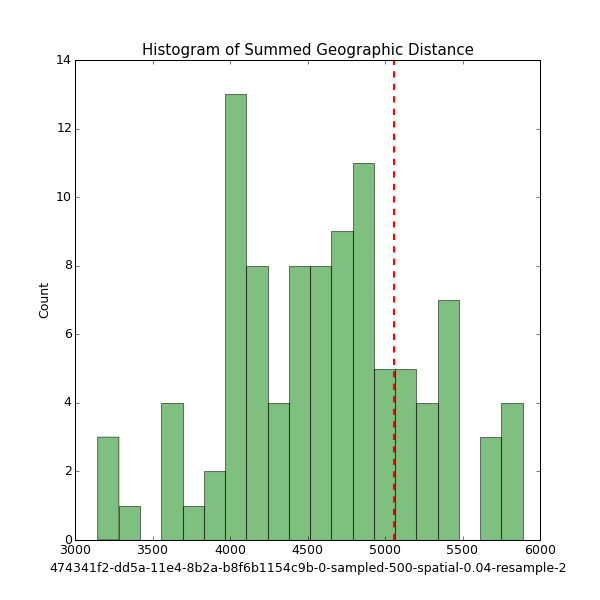 Histogram of Summed Geographic Distance
14
12
10
8
6
4
2
0
Count
3000 3500 4000 4500 5000 5500 6000
474341f2-dd5a-11e4-8b2a-b8f6b1154c9b-0-sampled-500-spatial-0.04-resample-2